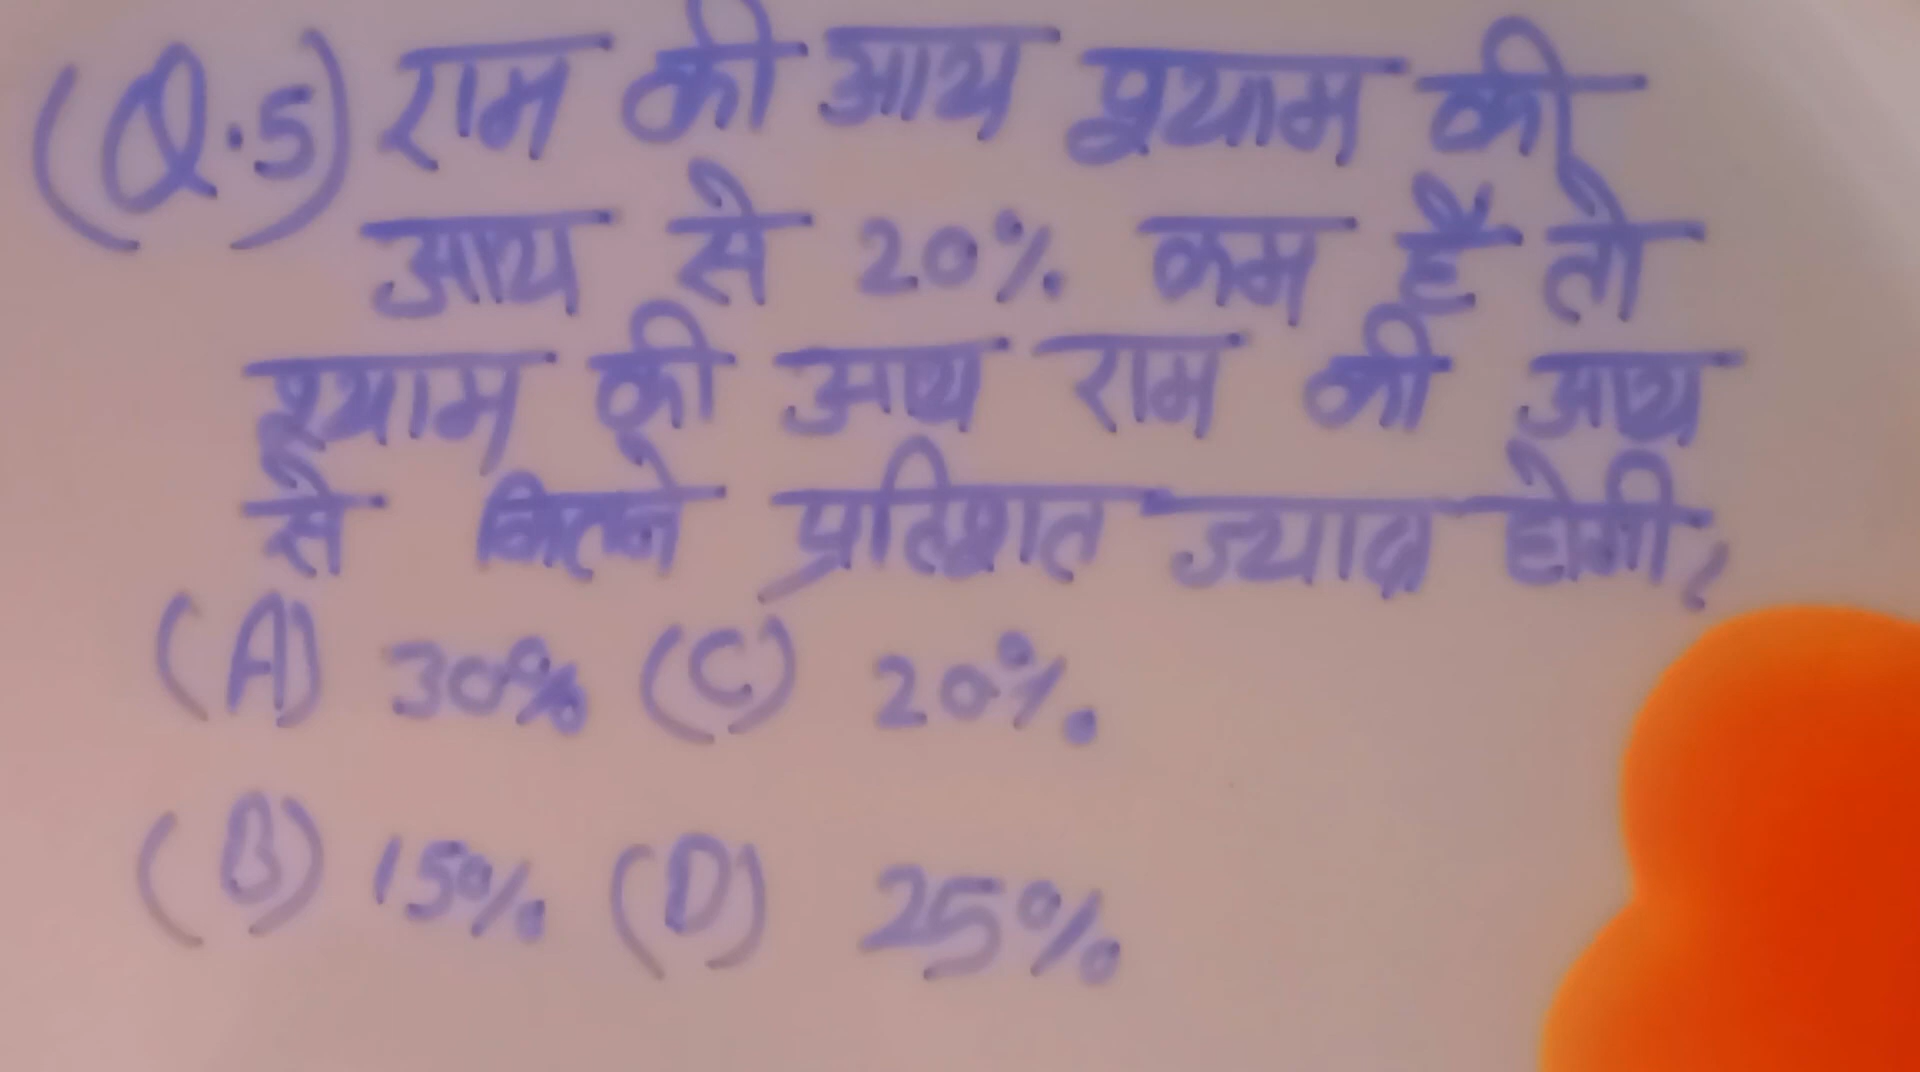 (Q.5) राम की आय श्याम की
आय से 20% कम है तो
श्याम की आय राम की आय
से कितने प्रतिशत ज्यादा होगी,
(A) 30% (C) 20%
(B) 15% (D) 25%